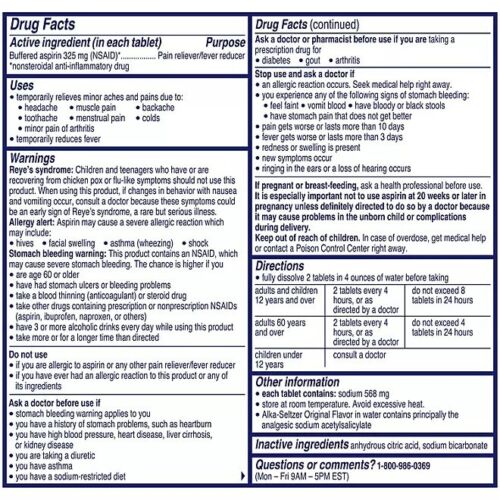 Drug Facts
Active ingredient (in each tablet) Purpose
Buffered aspirin 325 mg (NSAID)*................ Pain reliever/fever reducer
*nonsteroidal anti-inflammatory drug
Uses
• temporarily relieves minor aches and pains due to:
• headache • muscle pain • backache
• toothache • menstrual pain • colds
• minor pain of arthritis
• temporarily reduces fever
Warnings
Reye's syndrome: Children and teenagers who have or are
recovering from chicken pox or flu-like symptoms should not use this
product. When using this product, if changes in behavior with nausea
and vomiting occur, consult a doctor because these symptoms could
be an early sign of Reye's syndrome, a rare but serious illness.
Allergy alert: Aspirin may cause a severe allergic reaction which
may include:
• hives • facial swelling • asthma (wheezing) • shock
Stomach bleeding warning: This product contains an NSAID, which
may cause severe stomach bleeding. The chance is higher if you
• are age 60 or older
• have had stomach ulcers or bleeding problems
• take a blood thinning (anticoagulant) or steroid drug
• take other drugs containing prescription or nonprescription NSAIDs
(aspirin, ibuprofen, naproxen, or others)
• have 3 or more alcoholic drinks every day while using this product
• take more or for a longer time than directed
Do not use
• if you are allergic to aspirin or any other pain reliever/fever reducer
• if you have ever had an allergic reaction to this product or any of
its ingredients
Ask a doctor before use if
• stomach bleeding warning applies to you
• you have a history of stomach problems, such as heartburn
• you have high blood pressure, heart disease, liver cirrhosis,
or kidney disease
• you are taking a diuretic
• you have asthma
• you have a sodium-restricted diet
Drug Facts (continued)
Ask a doctor or pharmacist before use if you are taking a
prescription drug for
• diabetes • gout • arthritis
Stop use and ask a doctor if
• an allergic reaction occurs. Seek medical help right away.
• you experience any of the following signs of stomach bleeding:
• feel faint • vomit blood • have bloody or black stools
• have stomach pain that does not get better
• pain gets worse or lasts more than 10 days
• fever gets worse or lasts more than 3 days
• redness or swelling is present
• new symptoms occur
• ringing in the ears or a loss of hearing occurs
If pregnant or breast-feeding, ask a health professional before use.
It is especially important not to use aspirin at 20 weeks or later in
pregnancy unless definitely directed to do so by a doctor because
it may cause problems in the unborn child or complications
during delivery.
Keep out of reach of children. In case of overdose, get medical help
or contact a Poison Control Center right away.
Directions
• fully dissolve 2 tablets in 4 ounces of water before taking
adults and children 2 tablets every 4 do not exceed 8
12 years and over hours, or as tablets in 24 hours
directed by a doctor
adults 60 years 2 tablets every 4 do not exceed 4
and over hours, or as tablets in 24 hours
directed by a doctor
children under consult a doctor
12 years
Other information
• each tablet contains: sodium 568 mg
• store at room temperature. Avoid excessive heat.
• Alka-Seltzer Original Flavor in water contains principally the
analgesic sodium acetylsalicylate
Inactive ingredients anhydrous citric acid, sodium bicarbonate
Questions or comments? 1-800-986-0369
(Mon – Fri 9AM – 5PM EST)